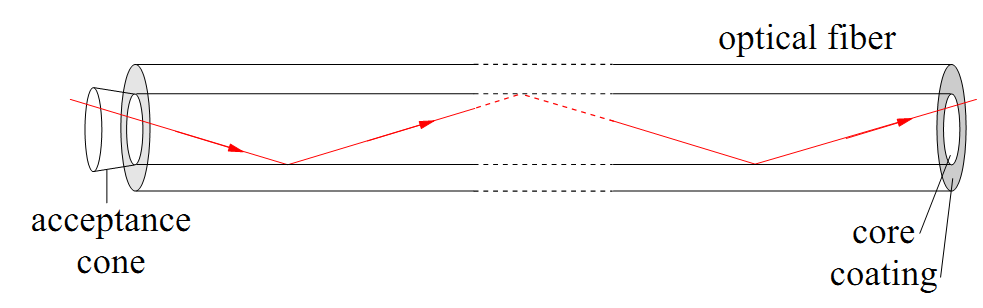 optical fiber
acceptance
cone
core
coating